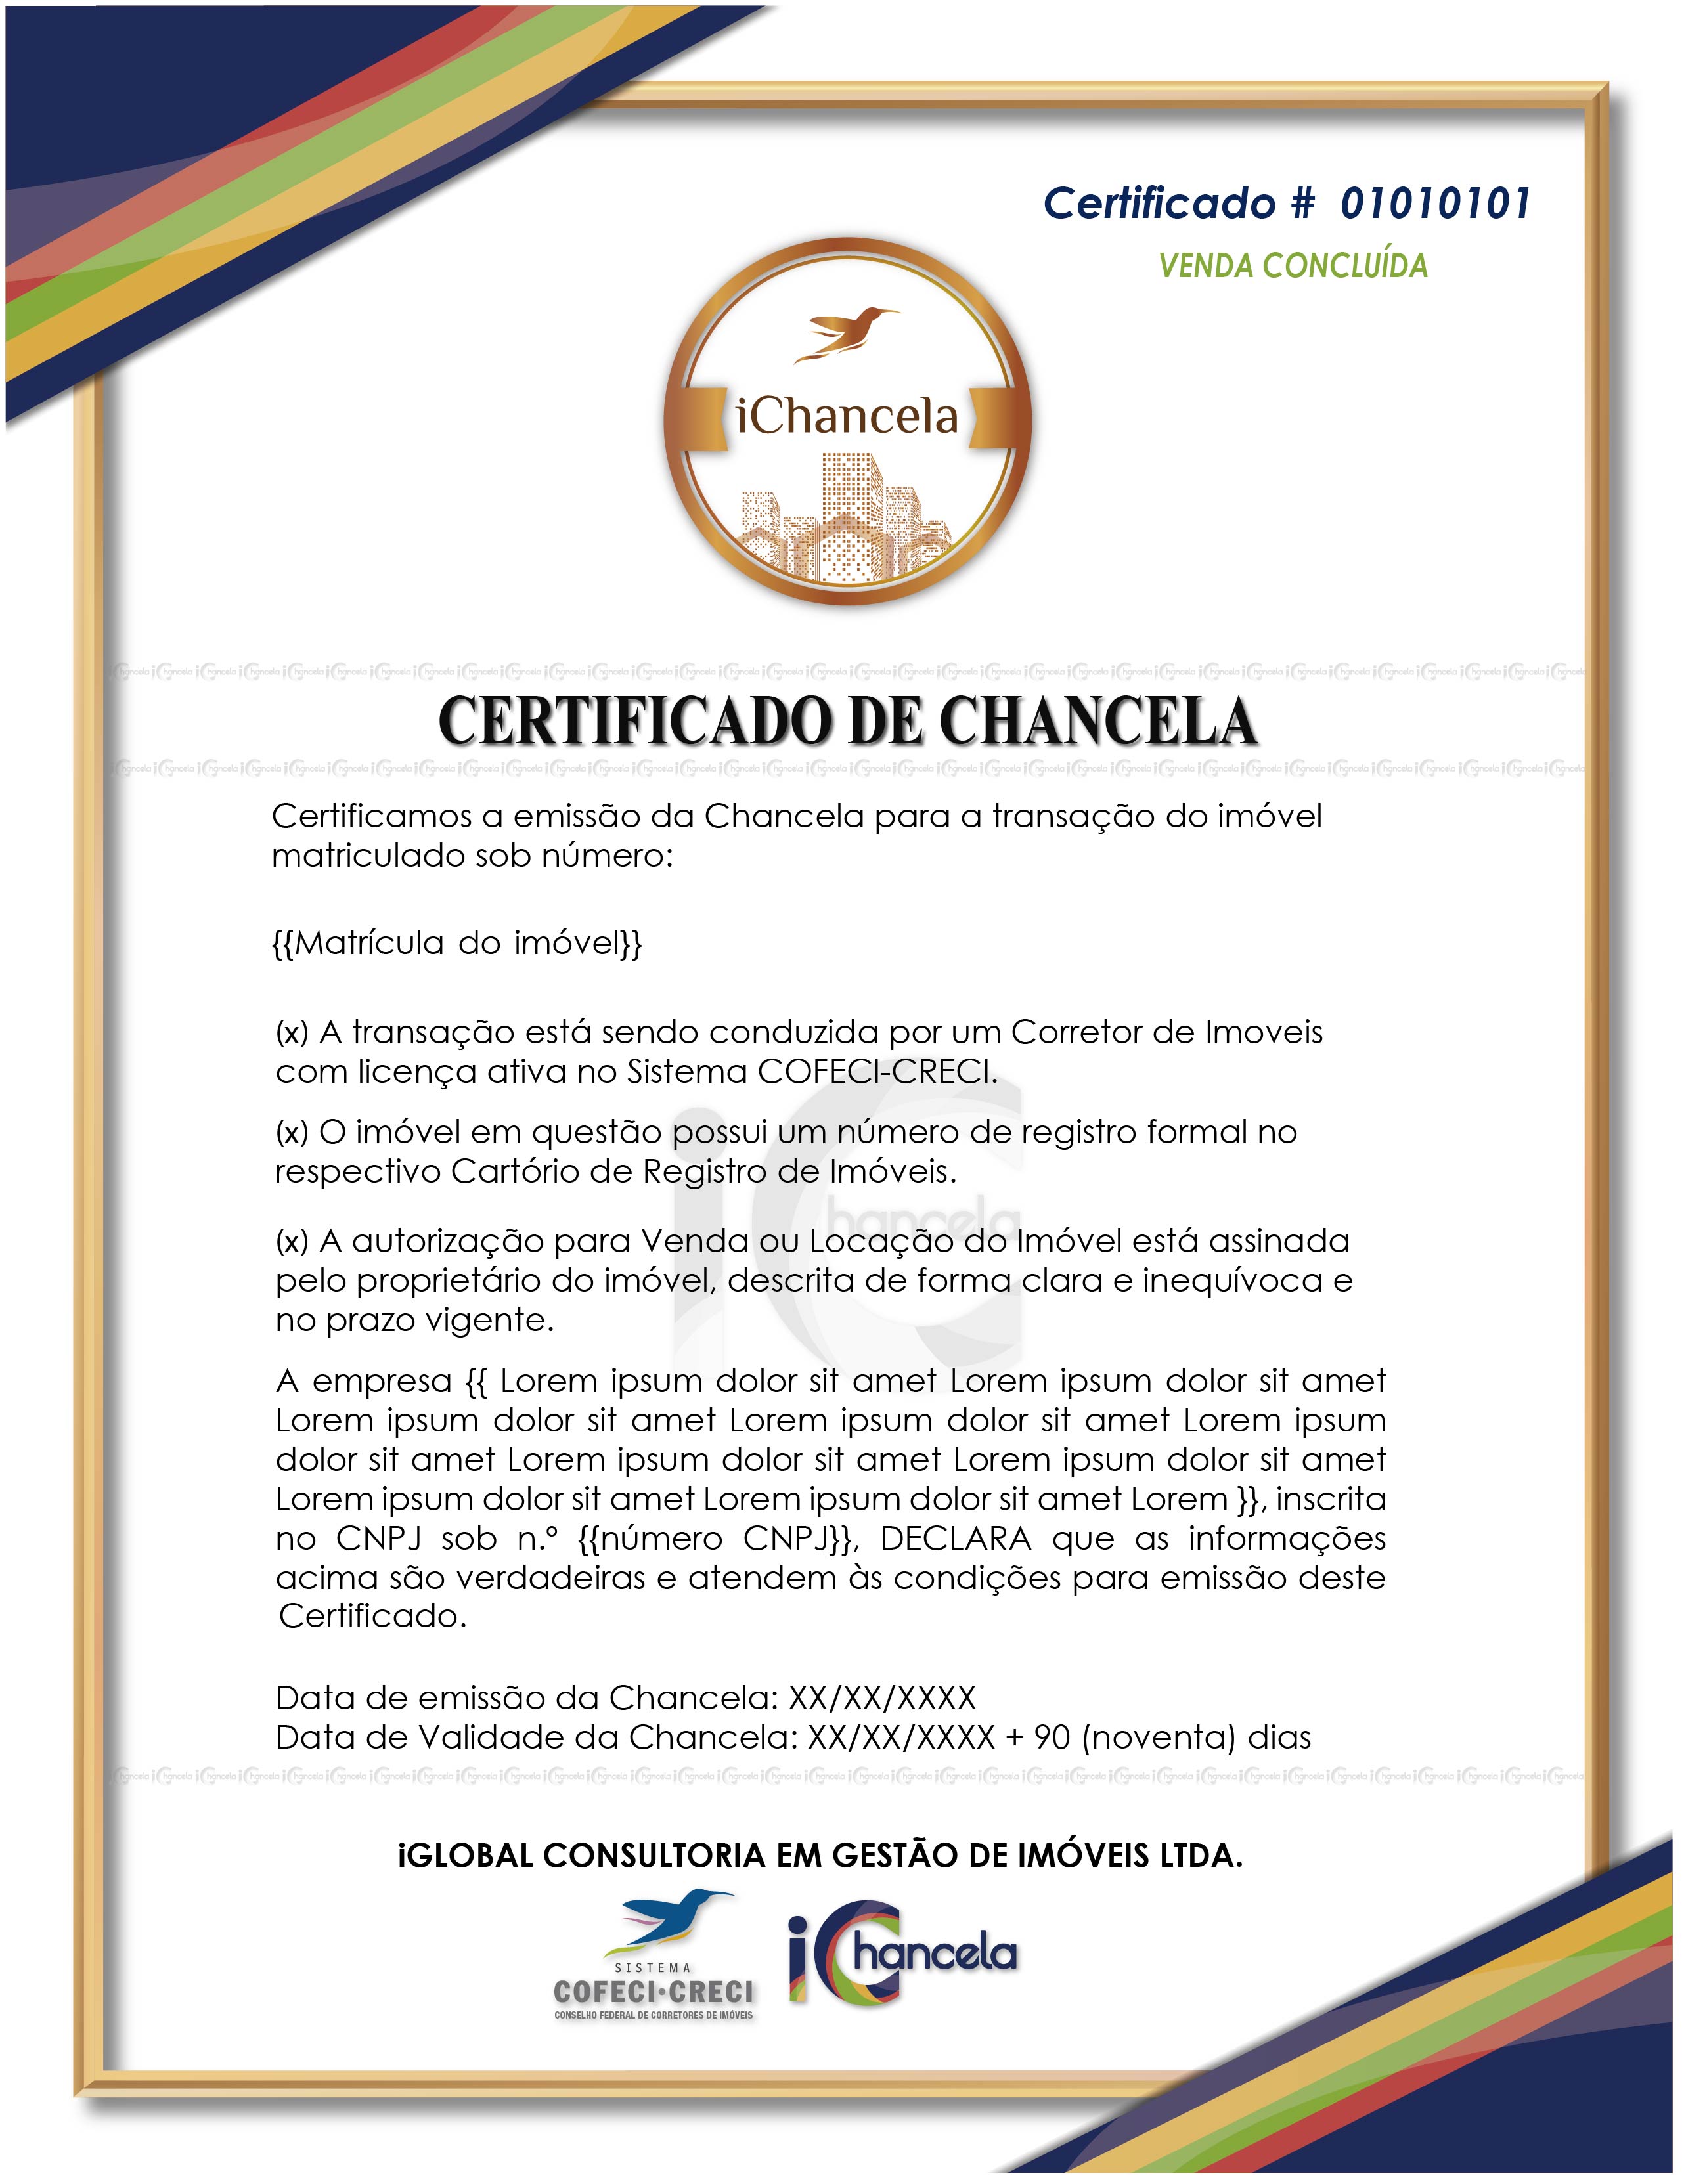 Certificado # 01010101
VENDA CONCLUÍDA
iChancela
CERTIFICADO DE CHANCELA
Certificamos a emissão da Chancela para a transação do imóvel
matriculado sob número:
{{Matrícula do imóvel}}
(x) A transação está sendo conduzida por um Corretor de Imoveis
com licença ativa no Sistema COFECI-CRECI.
(x) O imóvel em questão possui um número de registro formal no
respectivo Cartório de Registro de Imóveis.
iChancela
(x) A autorização para Venda ou Locação do Imóvel está assinada
pelo proprietário do imóvel, descrita de forma clara e inequívoca e
no prazo vigente.
A empresa {{ Lorem ipsum dolor sit amet Lorem ipsum dolor sit amet
Lorem ipsum dolor sit amet Lorem ipsum dolor sit amet Lorem ipsum
dolor sit amet Lorem ipsum dolor sit amet Lorem ipsum dolor sit amet
Lorem ipsum dolor sit amet Lorem ipsum dolor sit amet Lorem }}, inscrita
no CNPJ sob n.º {{número CNPJ}}, DECLARA que as informações
acima são verdadeiras e atendem às condições para emissão deste
Certificado.
Data de emissão da Chancela: XX/XX/XXXX
Data de Validade da Chancela: XX/XX/XXXX + 90 (noventa) dias
iGLOBAL CONSULTORIA EM GESTÃO DE IMÓVEIS LTDA.
SISTEMA
COFECI•CRECI
CONSELHO FEDERAL DE CORRETORES DE IMÓVEIS
iChancela